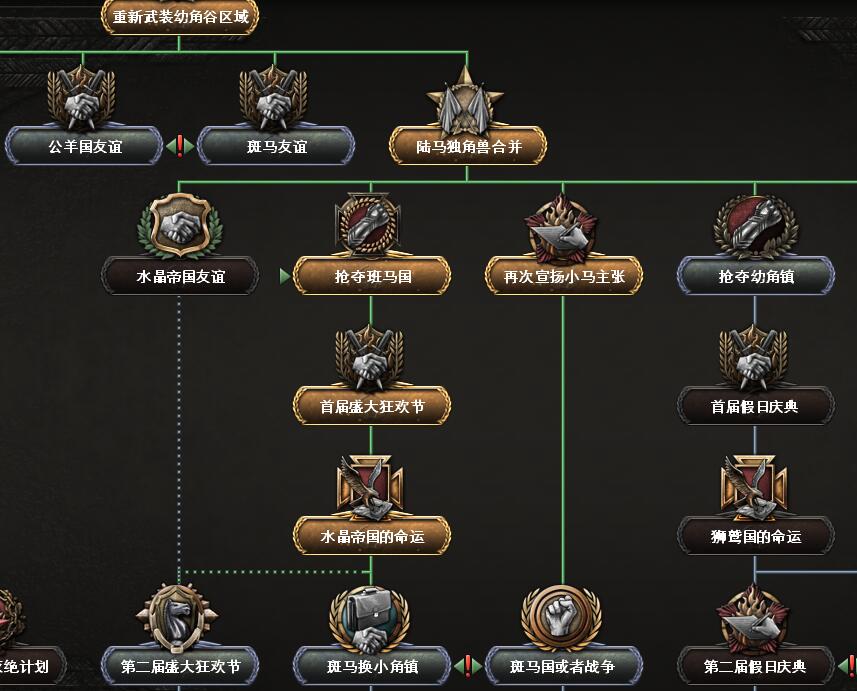 重新武装幼角谷区域
公羊国友谊
斑马友谊
陆马独角兽合并
水晶帝国友谊
抢夺班马国
再次宣扬小马主张
抢夺幼角镇
首届盛大狂欢节
首届假日庆典
水晶帝国的命运
狮鹫国的命运
绝计划
第二届盛大狂欢节
斑马换小角镇
斑马国或者战争
第二届假日庆典